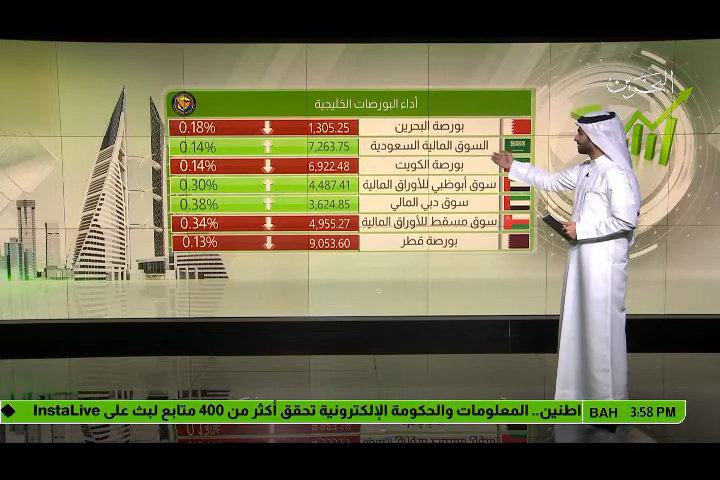 البحرين
أداء البورصات الخليجية
بورصة البحرين 1,305.25 0.18%
السوق المالية السعودية 7,263.75 0.14%
بورصة الكويت 6,922.48 0.14%
سوق أبوظبي للأوراق المالية 4,487.41 0.30%
سوق دبي المالي 3,624.85 0.38%
سوق مسقط للأوراق المالية 4,955.27 0.34%
بورصة قطر 9,053.60 0.13%
BAH 3:58 PM
اطنين.. المعلومات والحكومة الإلكترونية تحقق أكثر من 400 متابع لبث على InstaLive